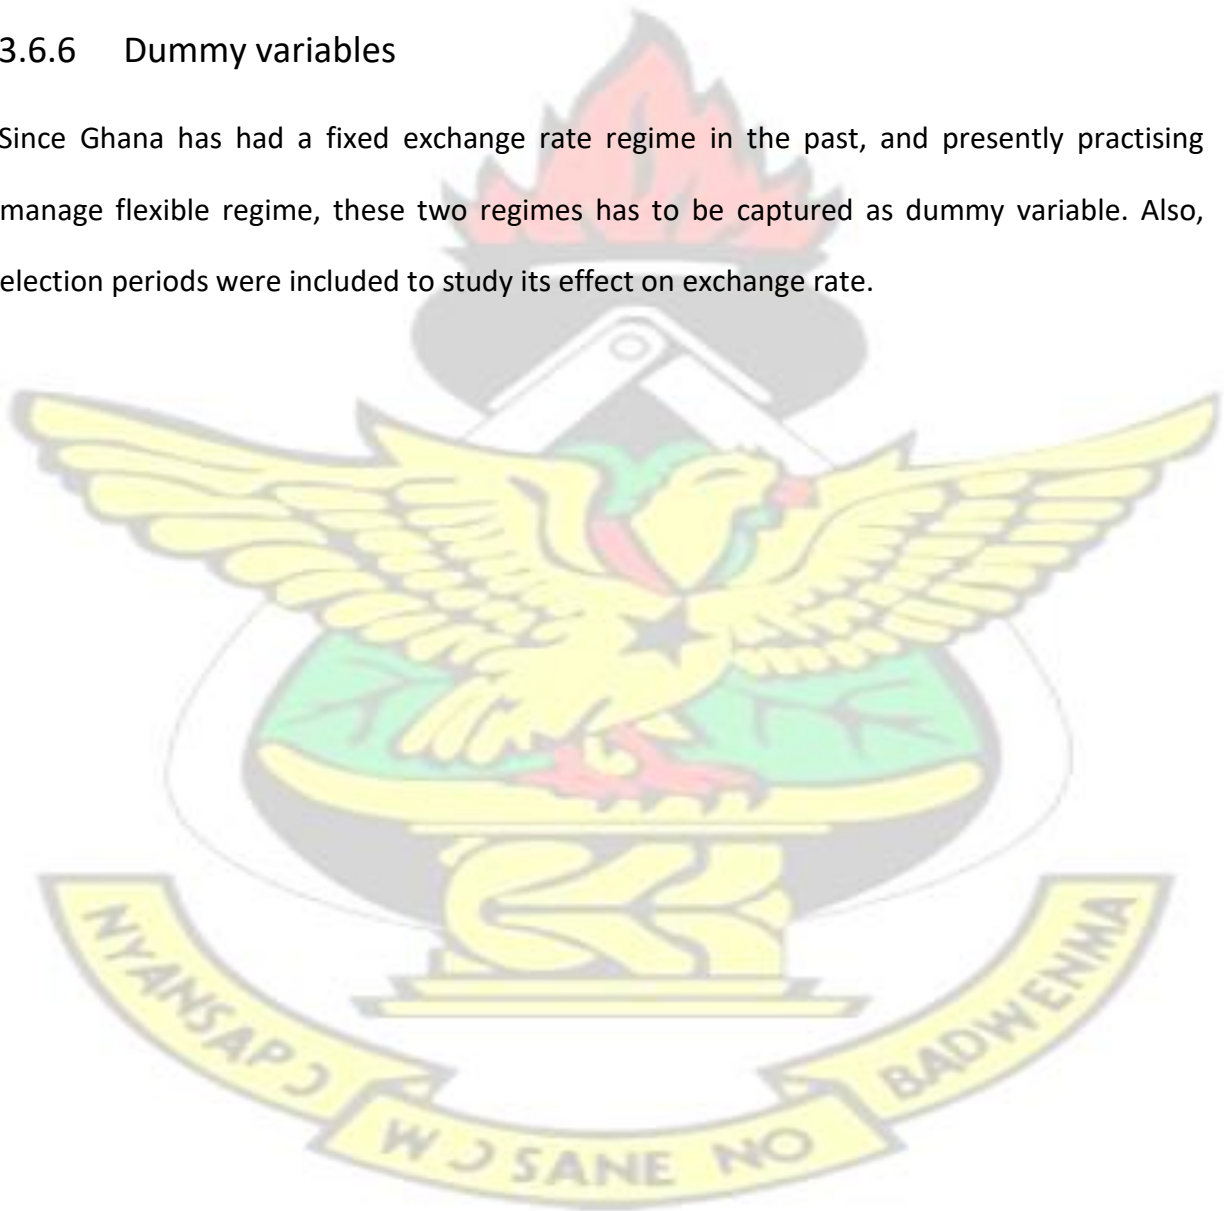 3.6.6 Dummy variables
Since Ghana has had a fixed exchange rate regime in the past, and presently practising
manage flexible regime, these two regimes has to be captured as dummy variable. Also,
election periods were included to study its effect on exchange rate.
NYANSAPƆ
WƆSANE NO
BADWENMA